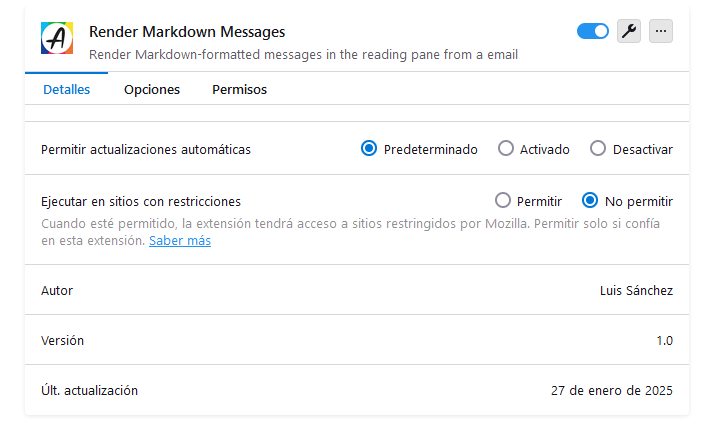 Render Markdown Messages
Render Markdown-formatted messages in the reading pane from a email
Detalles Opciones Permisos
Permitir actualizaciones automáticas Predeterminado Activado Desactivar
Ejecutar en sitios con restricciones Permitir No permitir
Cuando esté permitido, la extensión tendrá acceso a sitios restringidos por Mozilla. Permitir solo si confía
en esta extensión. Saber más
Autor Luis Sánchez
Versión 1.0
Últ. actualización 27 de enero de 2025